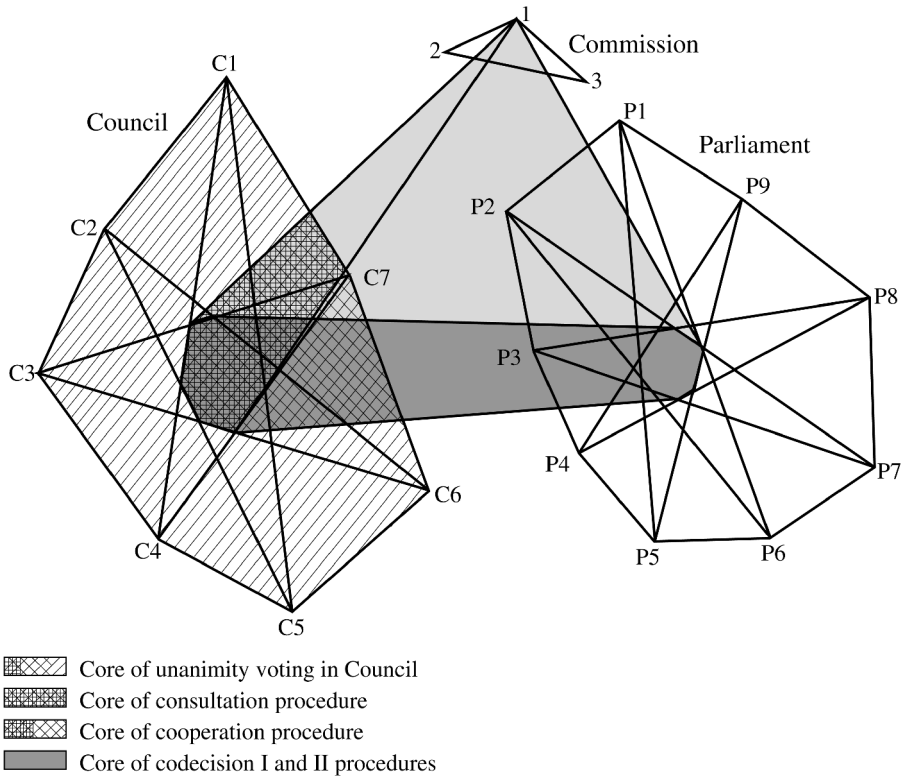 1
2
Commission
3
C1
Council
P1
Parliament
P9
P2
C2
C7
P8
C3
P3
P4
P7
C6
C4
P5
P6
C5
Core of unanimity voting in Council
Core of consultation procedure
Core of cooperation procedure
Core of codecision I and II procedures